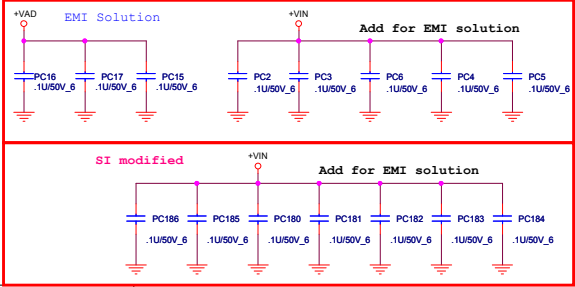 +VAD
EMI Solution
+VIN
Add for EMI solution
PC16
.1U/50V_6
PC17
.1U/50V_6
PC15
.1U/50V_6
PC2
.1U/50V_6
PC3
.1U/50V_6
PC6
.1U/50V_6
PC4
.1U/50V_6
PC5
.1U/50V_6
SI modified
+VIN
Add for EMI solution
PC186
.1U/50V_6
PC185
.1U/50V_6
PC180
.1U/50V_6
PC181
.1U/50V_6
PC182
.1U/50V_6
PC183
.1U/50V_6
PC184
.1U/50V_6